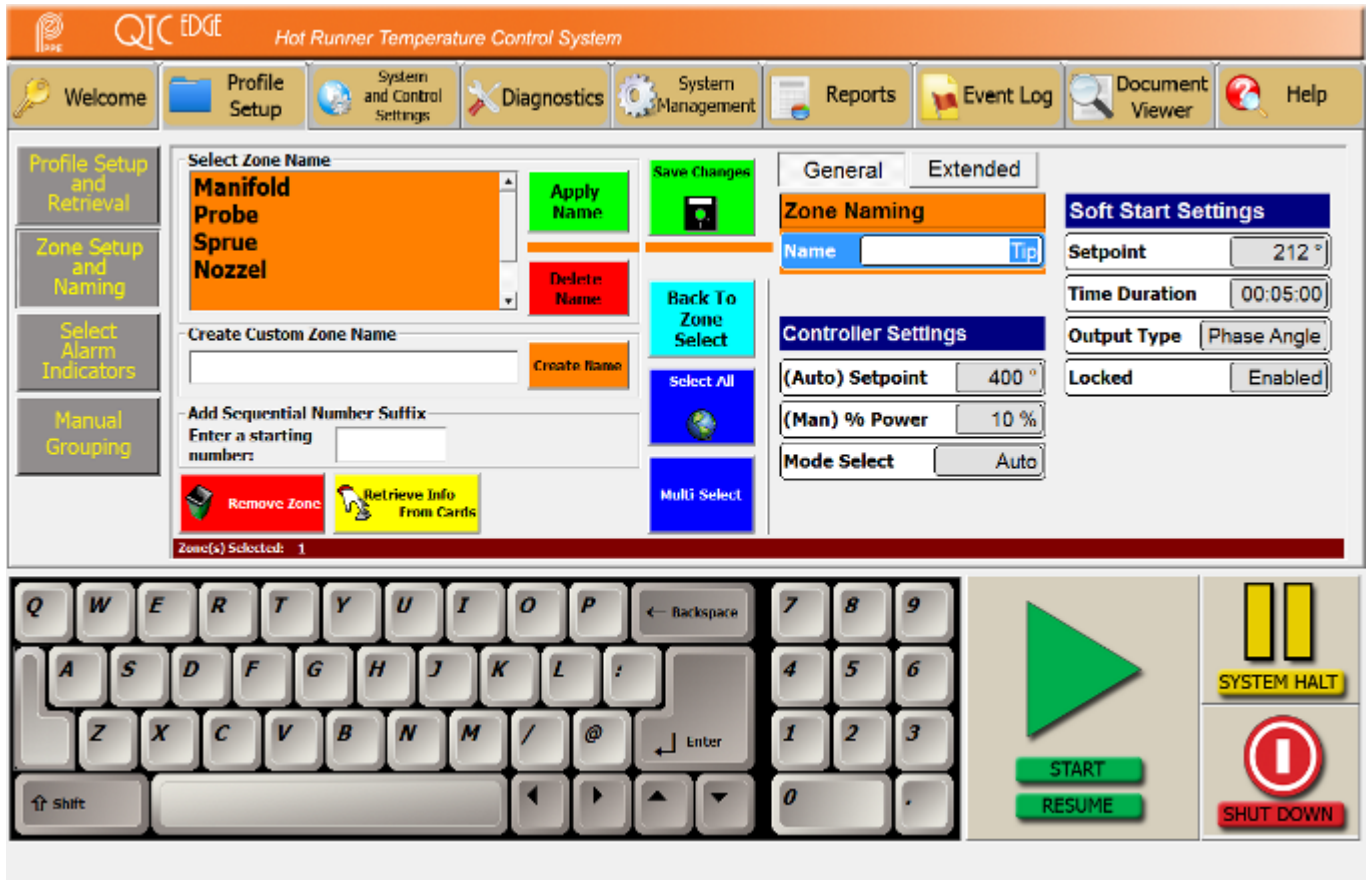 PPE
QTC EDGE
Hot Runner Temperature Control System
Welcome
Profile
Setup
System
and Control
Settings
Diagnostics
System
Management
Reports
Event Log
Document
Viewer
Help
Profile Setup
and
Retrieval
Zone Setup
and
Naming
Select
Alarm
Indicators
Manual
Grouping
Select Zone Name
Manifold
Probe
Sprue
Nozzel
Apply
Name
Delete
Name
Create Custom Zone Name
Create Name
Add Sequential Number Suffix
Enter a starting
number:
Remove Zone
Retrieve Info
From Cards
Save Changes
Back To
Zone
Select
Select All
Multi Select
General
Extended
Zone Naming
Name Tip
Controller Settings
(Auto) Setpoint 400 °
(Man) % Power 10 %
Mode Select Auto
Soft Start Settings
Setpoint 212 °
Time Duration 00:05:00
Output Type Phase Angle
Locked Enabled
Zone(s) Selected: 1
Q W E R T Y U I O P ← Backspace 7 8 9
A S D F G H J K L : 4 5 6
Z X C V B N M / @ Enter 1 2 3
Shift 0 .
START
RESUME
SYSTEM HALT
SHUT DOWN